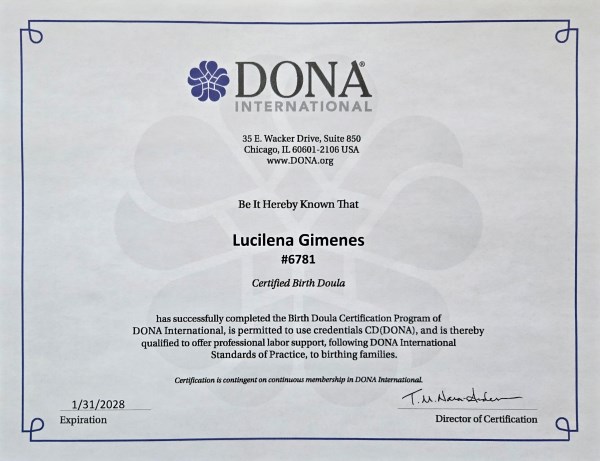 DONA®
INTERNATIONAL
35 E. Wacker Drive, Suite 850
Chicago, IL 60601-2106 USA
www.DONA.org
Be It Hereby Known That
Lucilena Gimenes
#6781
Certified Birth Doula
has successfully completed the Birth Doula Certification Program of
DONA International, is permitted to use credentials CD(DONA), and is thereby
qualified to offer professional labor support, following DONA International
Standards of Practice, to birthing families.
Certification is contingent on continuous membership in DONA International.
1/31/2028
Expiration
Director of Certification